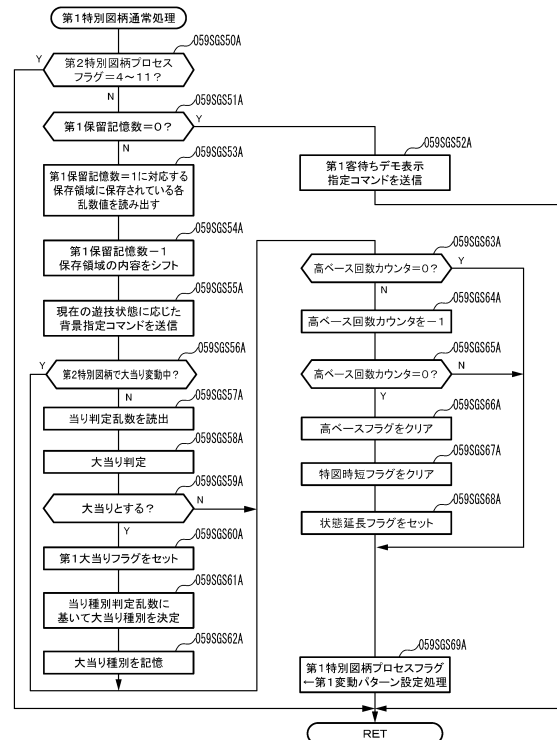 第1特別図柄通常処理
059SGS50A
Y
第2特別図柄プロセス
フラグ=4~11?
N
059SGS51A
第1保留記憶数=0?
Y
N
059SGS52A
第1客待ちデモ表示
指定コマンドを送信
059SGS53A
第1保留記憶数=1に対応する
保存領域に保存されている各
乱数値を読み出す
059SGS54A
第1保留記憶数-1
保存領域の内容をシフト
059SGS55A
現在の遊技状態に応じた
背景指定コマンドを送信
059SGS56A
Y
第2特別図柄で大当り変動中?
N
059SGS57A
当り判定乱数を読出
059SGS58A
大当り判定
059SGS59A
大当りとする?
N
Y
059SGS60A
第1大当りフラグをセット
059SGS61A
当り種別判定乱数に
基いて大当り種別を決定
059SGS62A
大当り種別を記憶
059SGS63A
高ベース回数カウンタ=0?
Y
N
059SGS64A
高ベース回数カウンタを-1
059SGS65A
高ベース回数カウンタ=0?
N
Y
059SGS66A
高ベースフラグをクリア
059SGS67A
特図時短フラグをクリア
059SGS68A
状態延長フラグをセット
059SGS69A
第1特別図柄プロセスフラグ
←第1変動パターン設定処理
RET